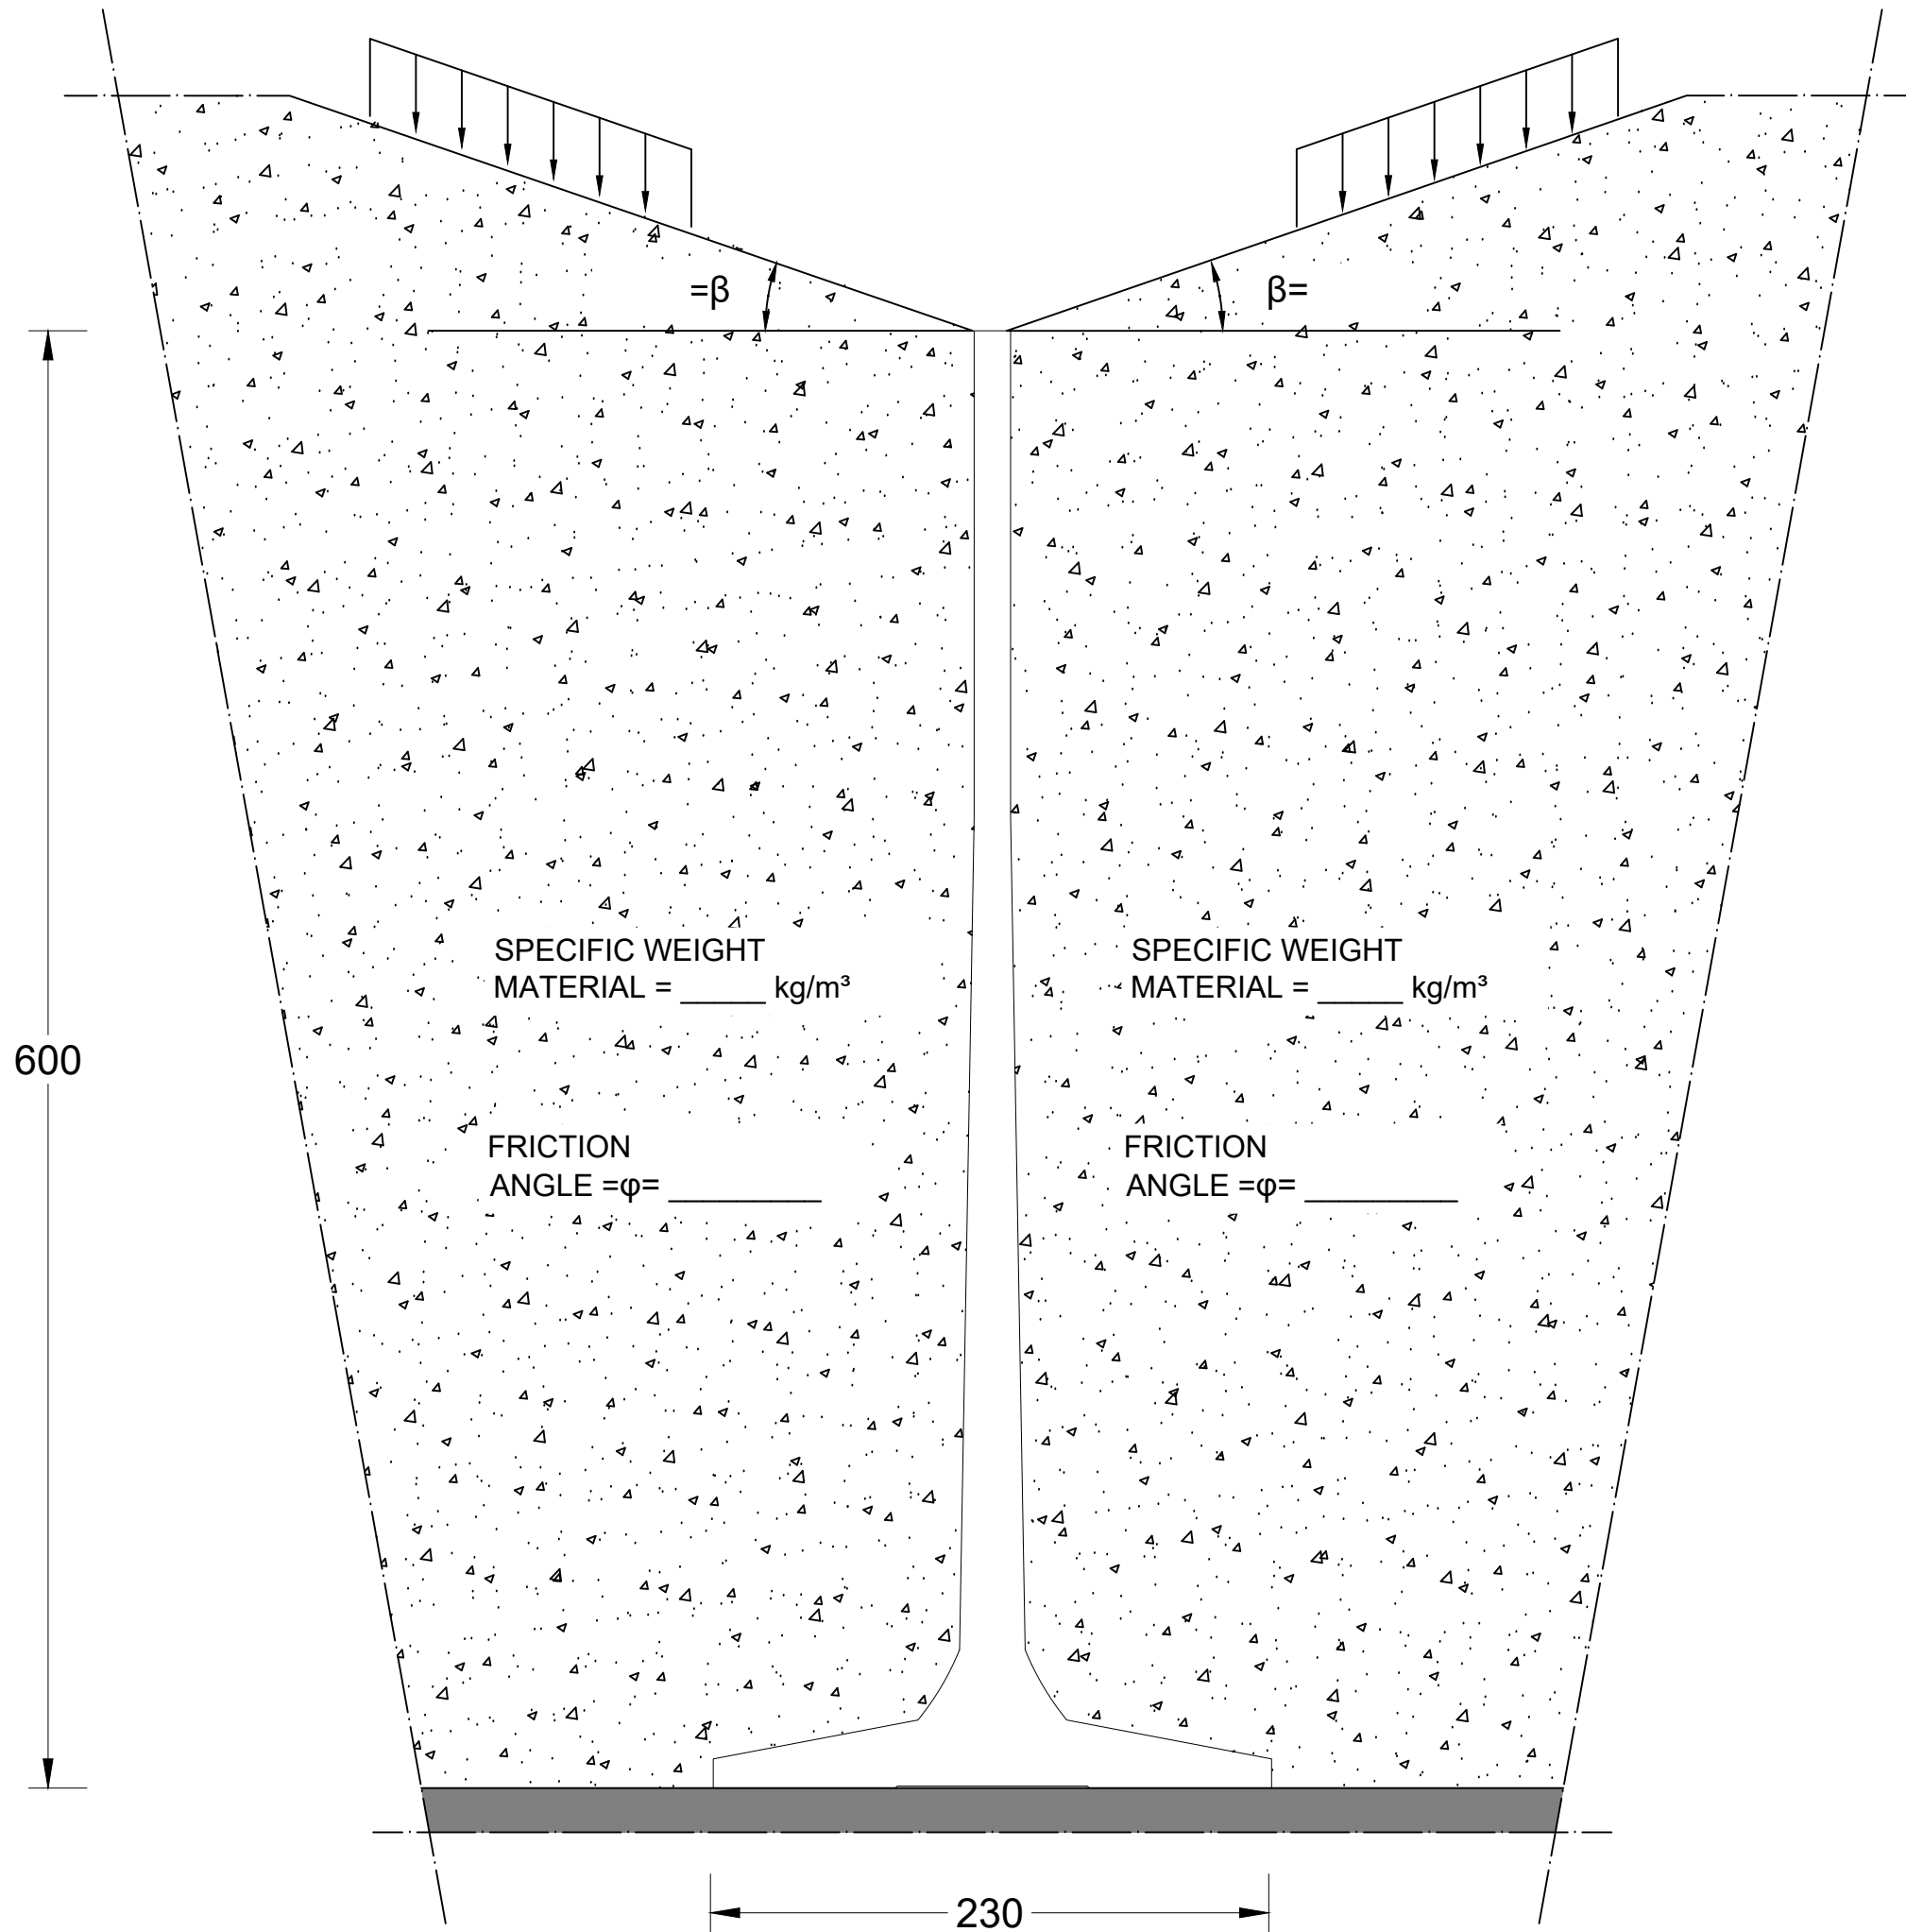 =β
β=
SPECIFIC WEIGHT
MATERIAL = _____ kg/m³
SPECIFIC WEIGHT
MATERIAL = _____ kg/m³
600
FRICTION
ANGLE =φ= _________
FRICTION
ANGLE =φ= _________
230